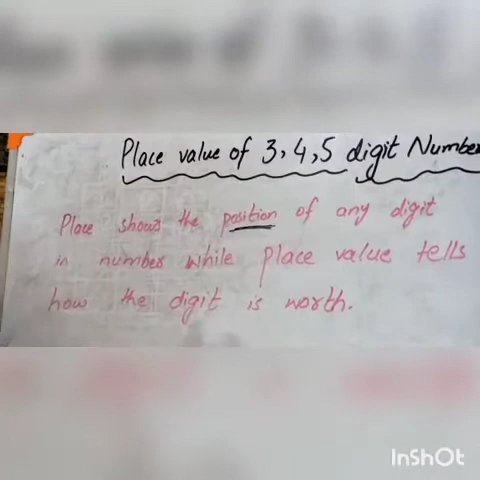 Place value of 3,4,5 digit Number
Place shows the position of any digit
in number while place value tells
how the digit is worth.
InShOt